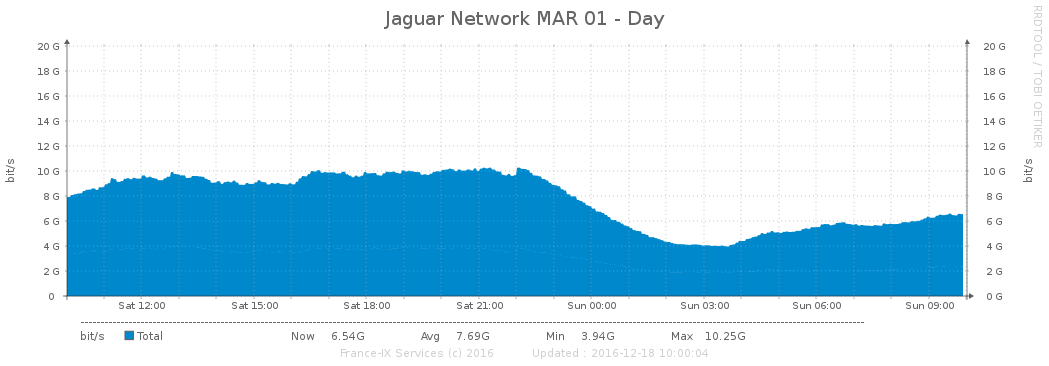 Jaguar Network MAR 01 - Day
RRDTOOL / TOBI OETIKER
bit/s
20 G
18 G
16 G
14 G
12 G
10 G
8 G
6 G
4 G
2 G
0
20 G
18 G
16 G
14 G
12 G
10 G
8 G
6 G
4 G
2 G
0 G
bit/s
Sat 12:00 Sat 15:00 Sat 18:00 Sat 21:00 Sun 00:00 Sun 03:00 Sun 06:00 Sun 09:00
bit/s Total Now 6.54G Avg 7.69G Min 3.94G Max 10.25G
France-IX Services (c) 2016 Updated : 2016-12-18 10:00:04